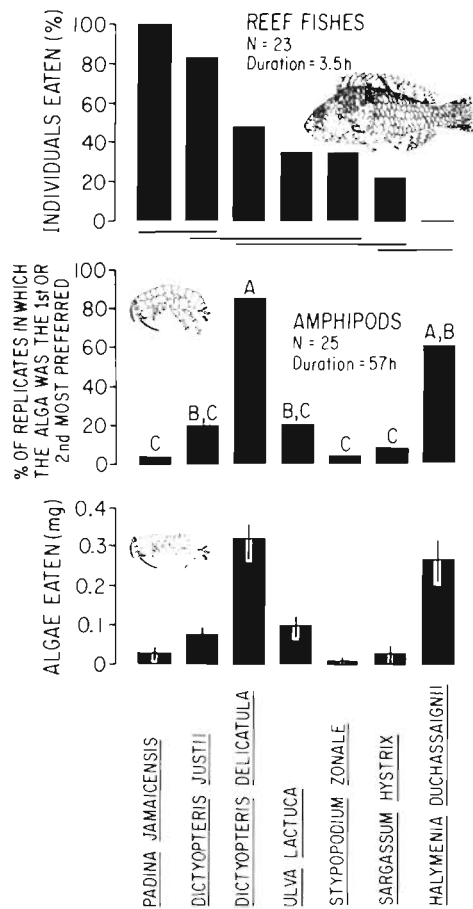 INDIVIDUALS EATEN (%)
100
80
60
40
20
0
REEF FISHES
N = 23
Duration = 3.5h
% OF REPLICATES IN WHICH
THE ALGA WAS THE 1st OR
2nd MOST PREFERRED
100
80
60
40
20
0
C
B,C
A
B,C
C
C
A,B
AMPHIPODS
N = 25
Duration = 57h
ALGAE EATEN (mg)
0.4
0.3
0.2
0.1
0
PADINA JAMAICENSIS
DICTYOPTERIS JUSTII
DICTYOPTERIS DELICATULA
ULVA LACTUCA
STYPOPODIUM ZONALE
SARGASSUM HYSTRIX
HALYMENIA DUCHASSAIGNII